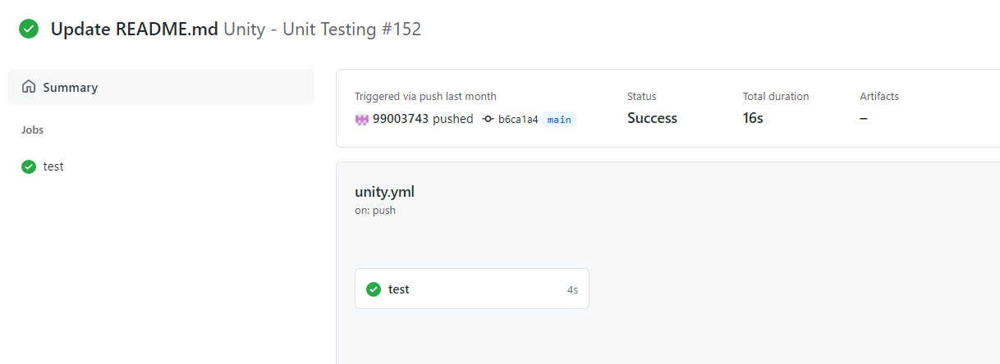 Update README.md Unity - Unit Testing #152
Summary
Jobs
test
Triggered via push last month
99003743 pushed b6ca1a4 main
Status
Success
Total duration
16s
Artifacts
–
unity.yml
on: push
test 4s